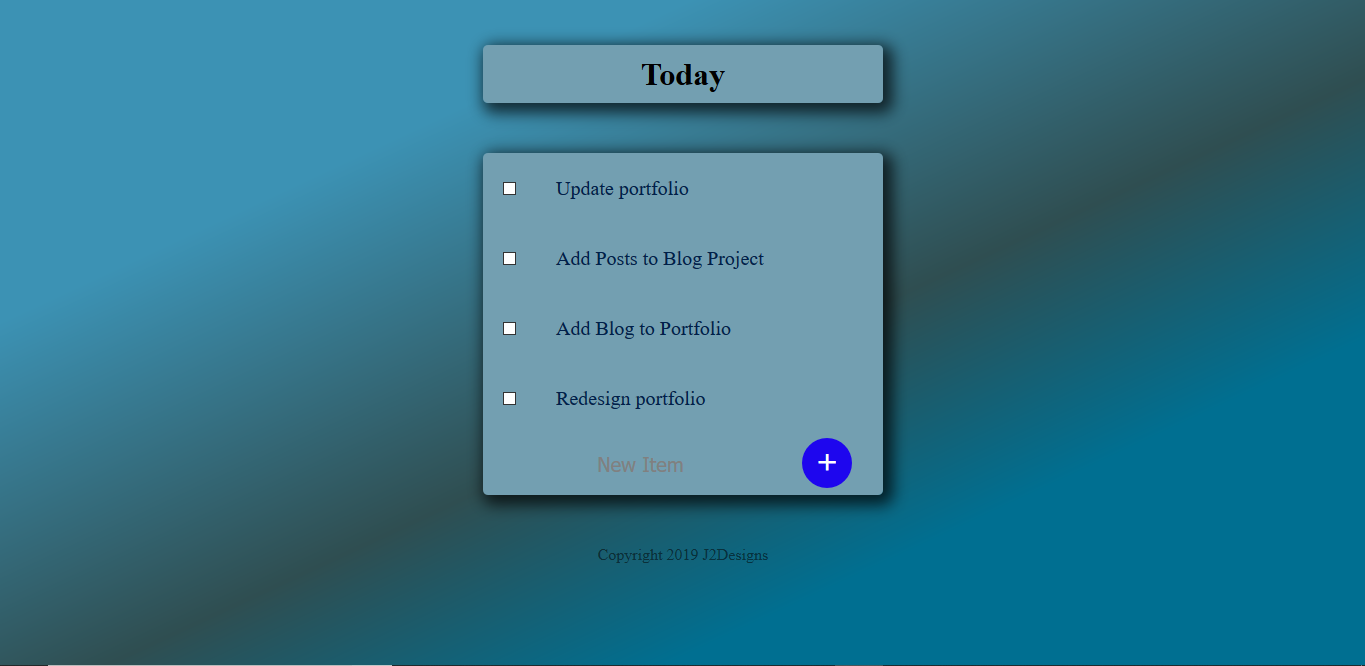 Today
Update portfolio
Add Posts to Blog Project
Add Blog to Portfolio
Redesign portfolio
New Item +
Copyright 2019 J2Designs